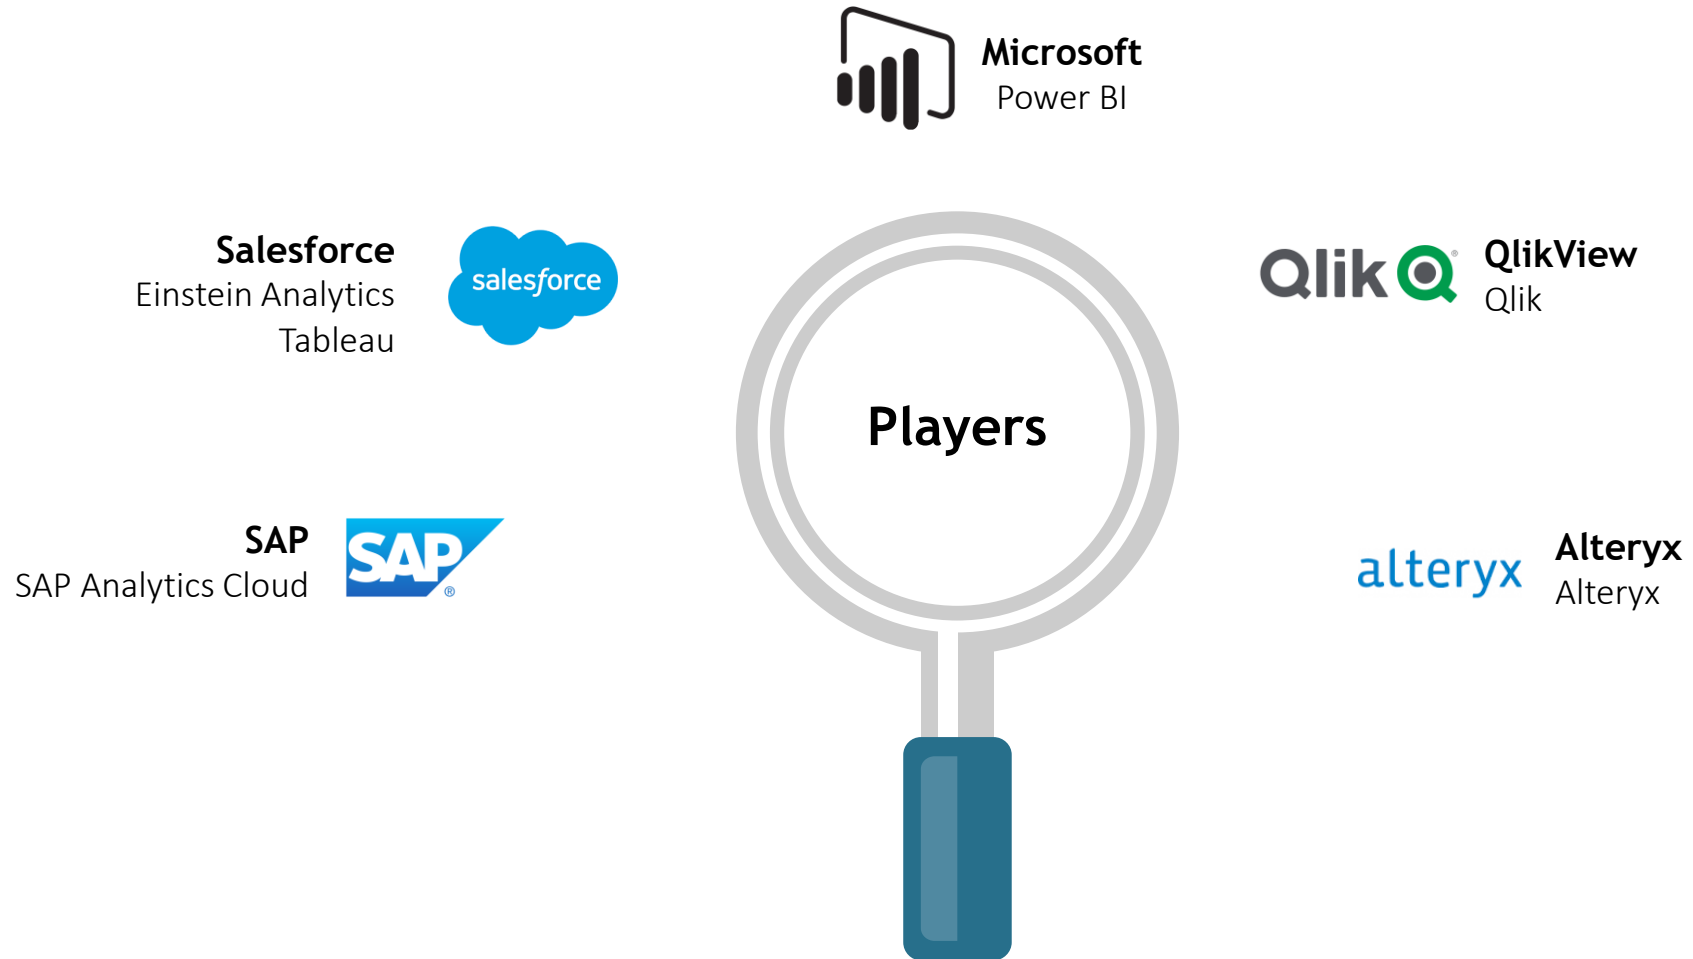 Microsoft
Power BI
Salesforce
Einstein Analytics
Tableau
salesforce
Qlik
®
QlikView
Qlik
Players
SAP
SAP Analytics Cloud
SAP
®
alteryx
Alteryx
Alteryx